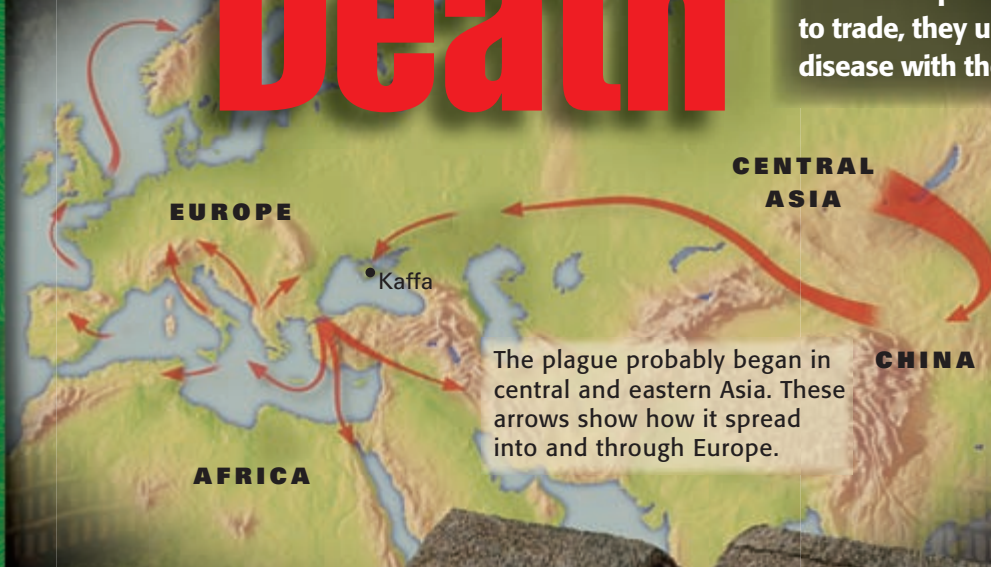 Death
to trade, they
disease with
CENTRAL
ASIA
EUROPE
Kaffa
The plague probably began in
central and eastern Asia. These
arrows show how it spread
into and through Europe.
CHINA
AFRICA